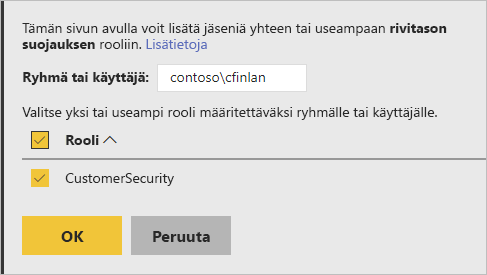 Tämän sivun avulla voit lisätä jäseniä yhteen tai useampaan rivitason
suojauksen rooliin. Lisätietoja
Ryhmä tai käyttäjä: contoso\cfinlan
Valitse yksi tai useampi rooli määritettäväksi ryhmälle tai käyttäjälle.
Rooli
CustomerSecurity
OK Peruuta